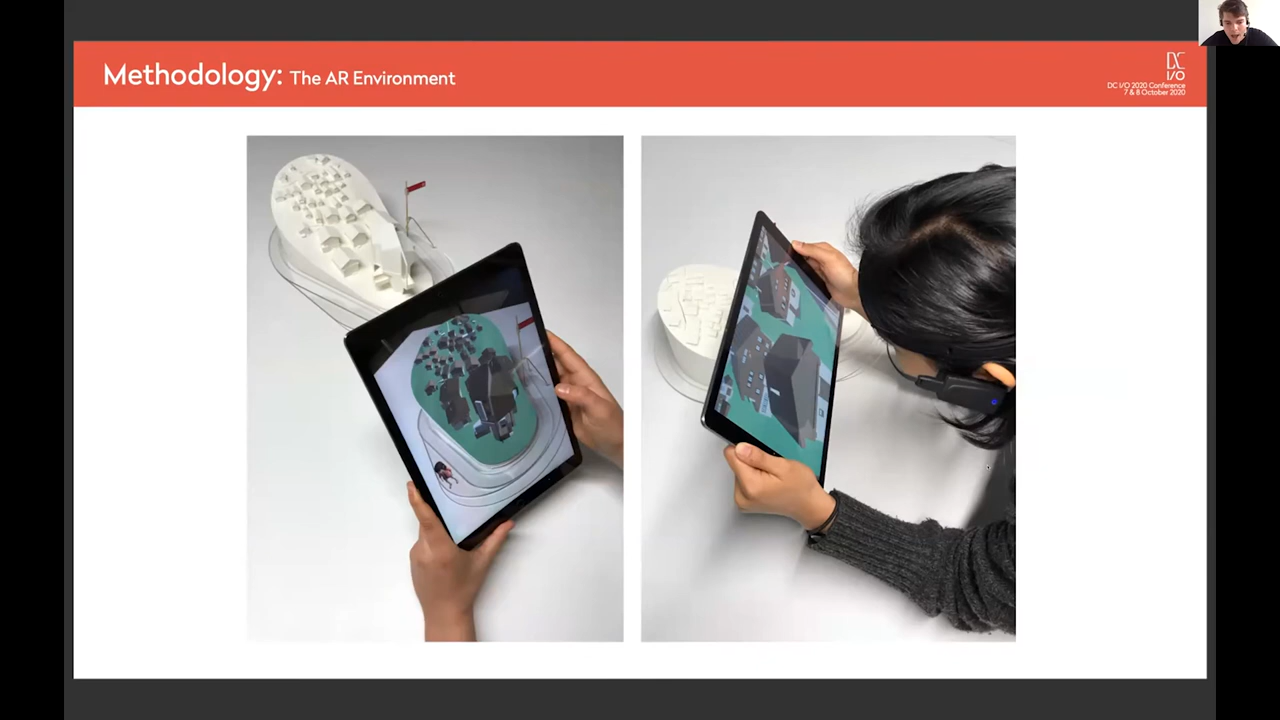 Methodology: The AR Environment
DC
I/O
DC I/O 2020 Conference
7 & 8 October 2020